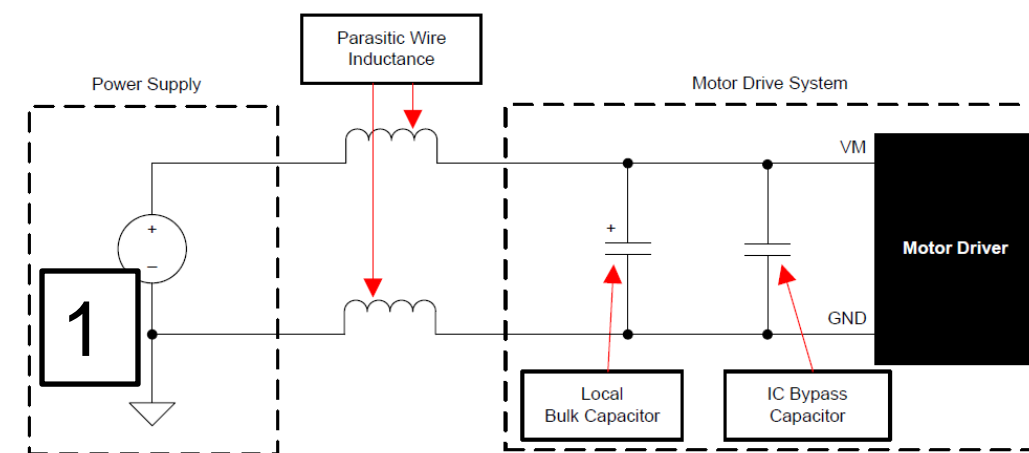 Parasitic Wire
Inductance
Power Supply
Motor Drive System
VM
+
–
+
Motor Driver
1
GND
Local
Bulk Capacitor
IC Bypass
Capacitor